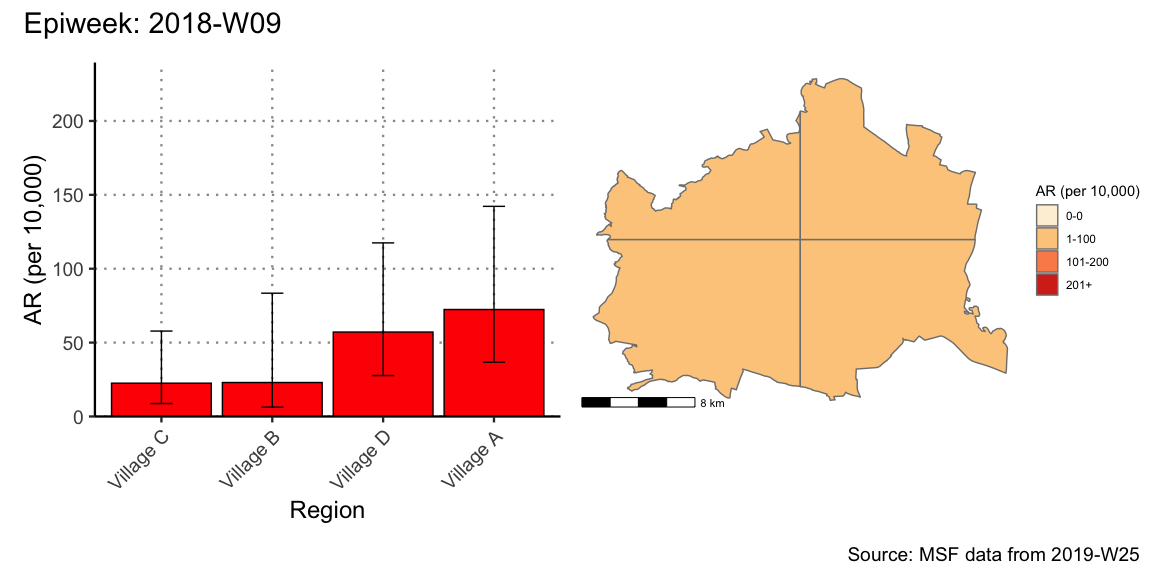 Epiweek: 2018-W09
AR (per 10,000)
200
150
100
50
0
Village C
Village B
Village D
Village A
Region
8 km
AR (per 10,000)
0-0
1-100
101-200
201+
Source: MSF data from 2019-W25